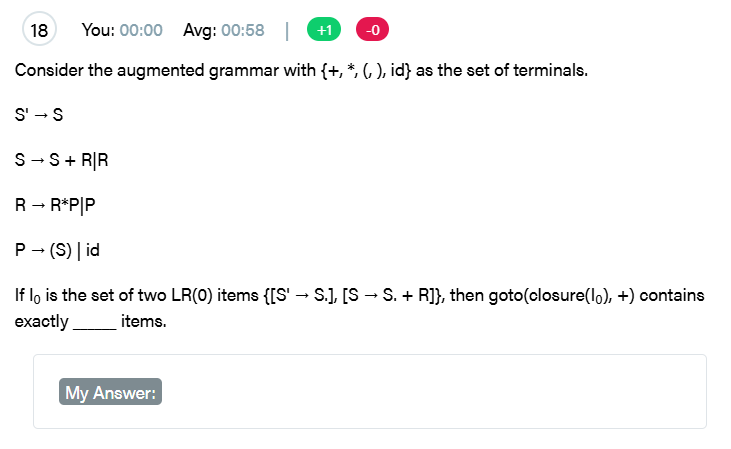 18 You: 00:00 Avg: 00:58 | +1 -0
Consider the augmented grammar with {+, *, (, ), id} as the set of terminals.
S' → S
S → S + R|R
R → R*P|P
P → (S) | id
If I₀ is the set of two LR(0) items {[S' → S.], [S → S. + R]}, then goto(closure(I₀), +) contains
exactly _____ items.
My Answer: